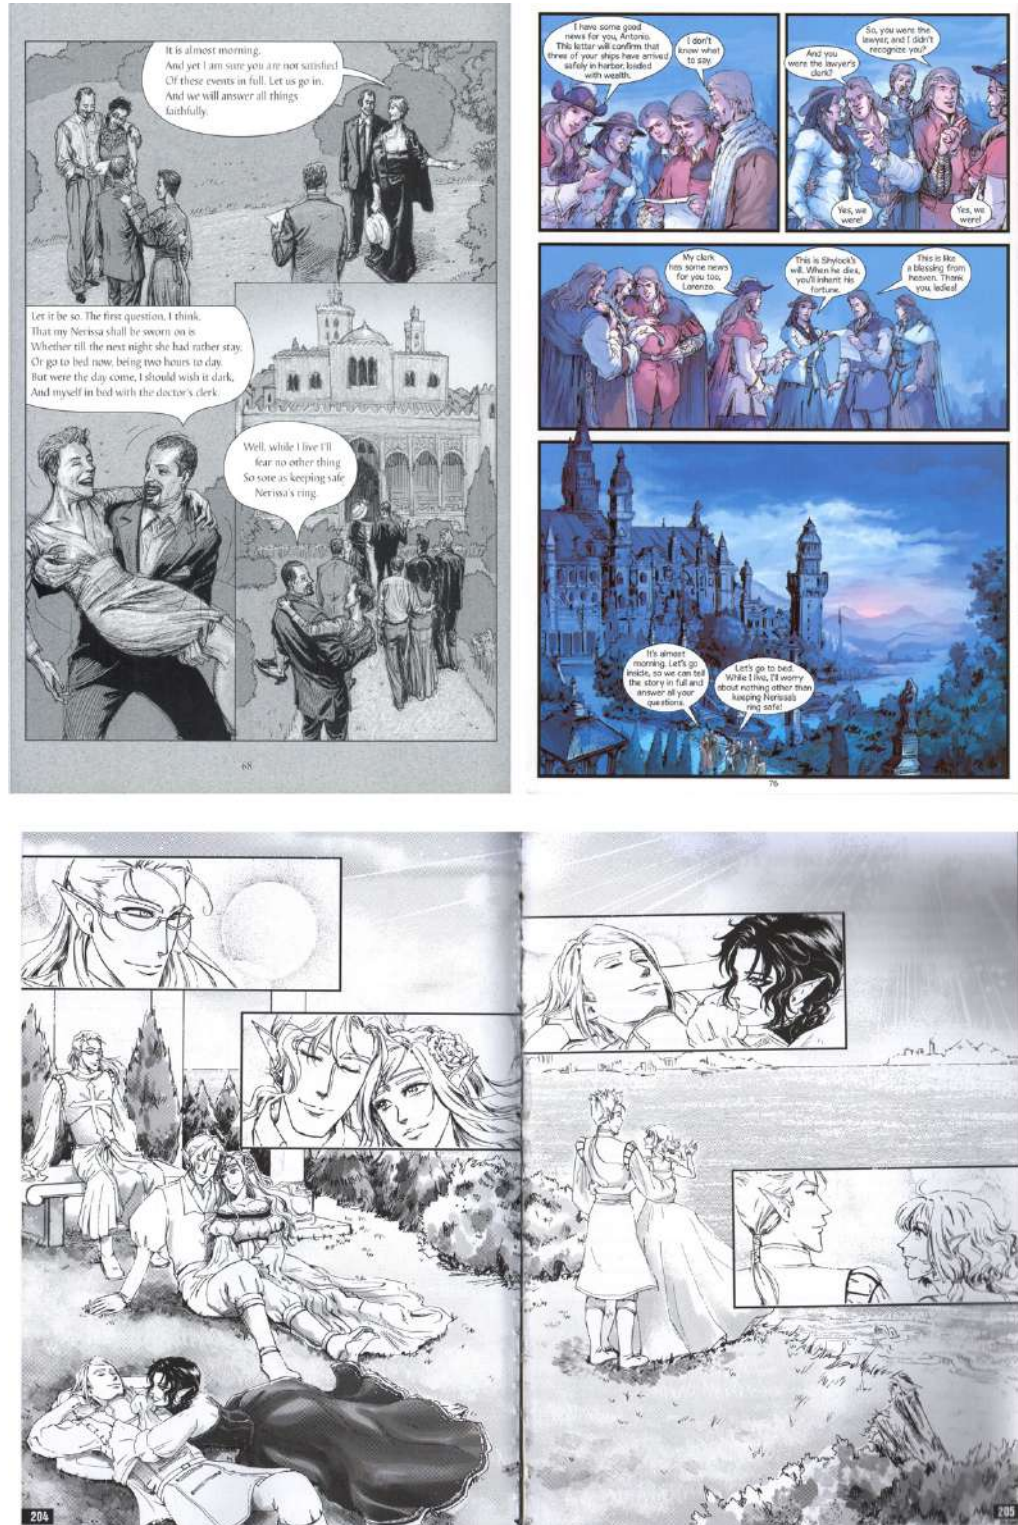 It is almost morning.
And yet I am sure you are not satisfied
Of these events in full. Let us go in.
And we will answer all things
faithfully.
Let it be so. The first question, I think.
That my Nerissa shall be sworn on is
Whether till the next night she had rather stay,
Or go to bed now, being two hours to day.
But were the day come, I should wish it dark,
And myself in bed with the doctor's clerk.
Well, while I live I'll
fear no other thing
So sore as keeping safe
Nerissa's ring.
68
I have some good
news for you, Antonio.
This letter will confirm that
three of your ships have arrived
safely in harbor, loaded
with wealth.
I don't
know what
to say.
And you
were the lawyer's
clerk?
So, you were the
lawyer, and I didn't
recognize you?
Yes, we
were!
Yes, we
were!
My clerk
has some news
for you too,
Lorenzo.
This is Shylock's
will. When he dies,
you'll inherit his
fortune.
This is like
a blessing from
heaven. Thank
you, ladies!
It's almost
morning. Let's go
inside, so we can tell
the story in full and
answer all your
questions.
Let's go to bed.
While I live, I'll worry
about nothing other than
keeping Nerissa's
ring safe!
76
204
205